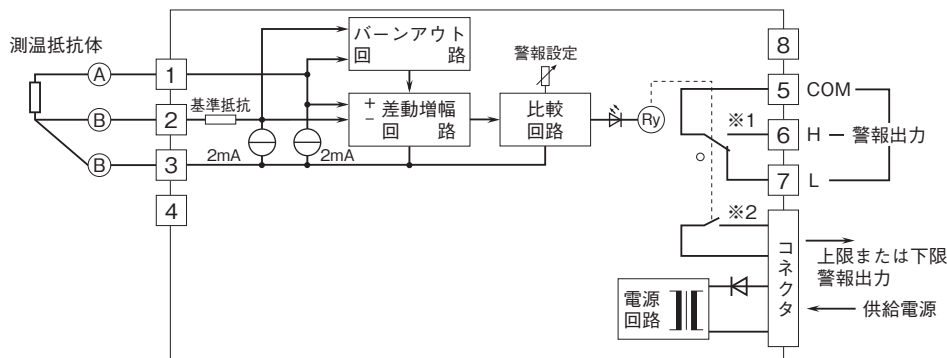 測温抵抗体
A
B
B
1
2
3
4
基準抵抗
2mA
2mA
バーンアウト
回 路
+
-
差動増幅
回 路
警報設定
比較
回路
Ry
8
5 COM
※1
6 H
7 L
警報出力
※2
コネクタ
上限または下限
警報出力
供給電源
電源
回路